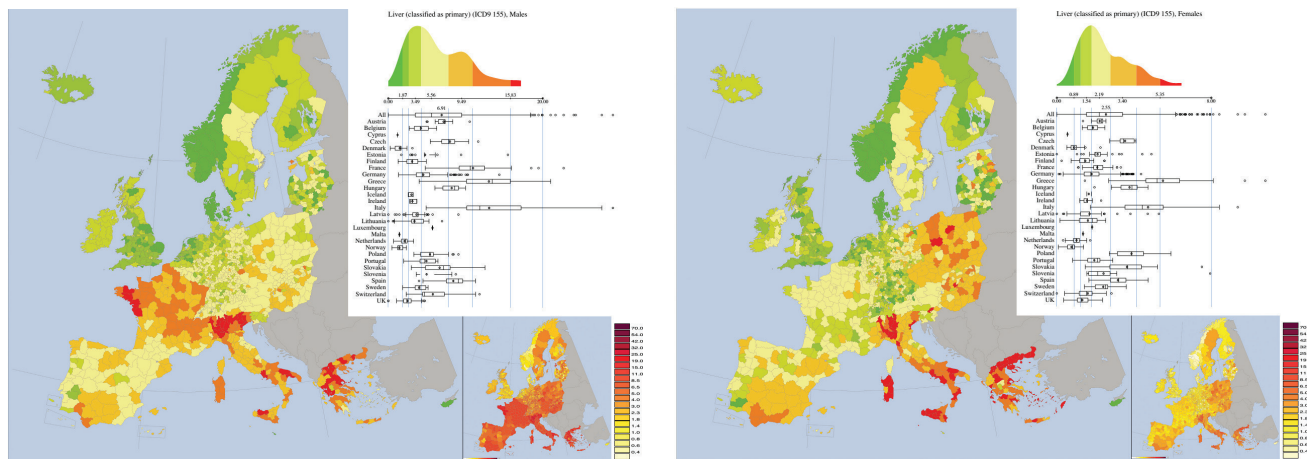 Liver (classified as primary) (ICD9 155), Males
1.67 5.56 15.83
0.00 3.49 9.49 20.00
6.91
All
Austria
Belgium
Cyprus
Czech
Denmark
Estonia
Finland
France
Germany
Greece
Hungary
Iceland
Ireland
Italy
Latvia
Lithuania
Luxembourg
Malta
Netherlands
Norway
Poland
Portugal
Slovakia
Slovenia
Spain
Sweden
Switzerland
UK
70.0
54.0
42.0
32.0
25.0
19.0
15.0
11.0
8.5
6.5
5.0
4.0
3.0
2.3
1.8
1.4
1.0
0.8
0.6
0.4
Liver (classified as primary) (ICD9 155), Females
0.89 2.19 5.35
0.00 1.54 3.40 8.00
2.55
All
Austria
Belgium
Cyprus
Czech
Denmark
Estonia
Finland
France
Germany
Greece
Hungary
Iceland
Ireland
Italy
Latvia
Lithuania
Luxembourg
Malta
Netherlands
Norway
Poland
Portugal
Slovakia
Slovenia
Spain
Sweden
Switzerland
UK
70
54
42
32
25
19
15
11